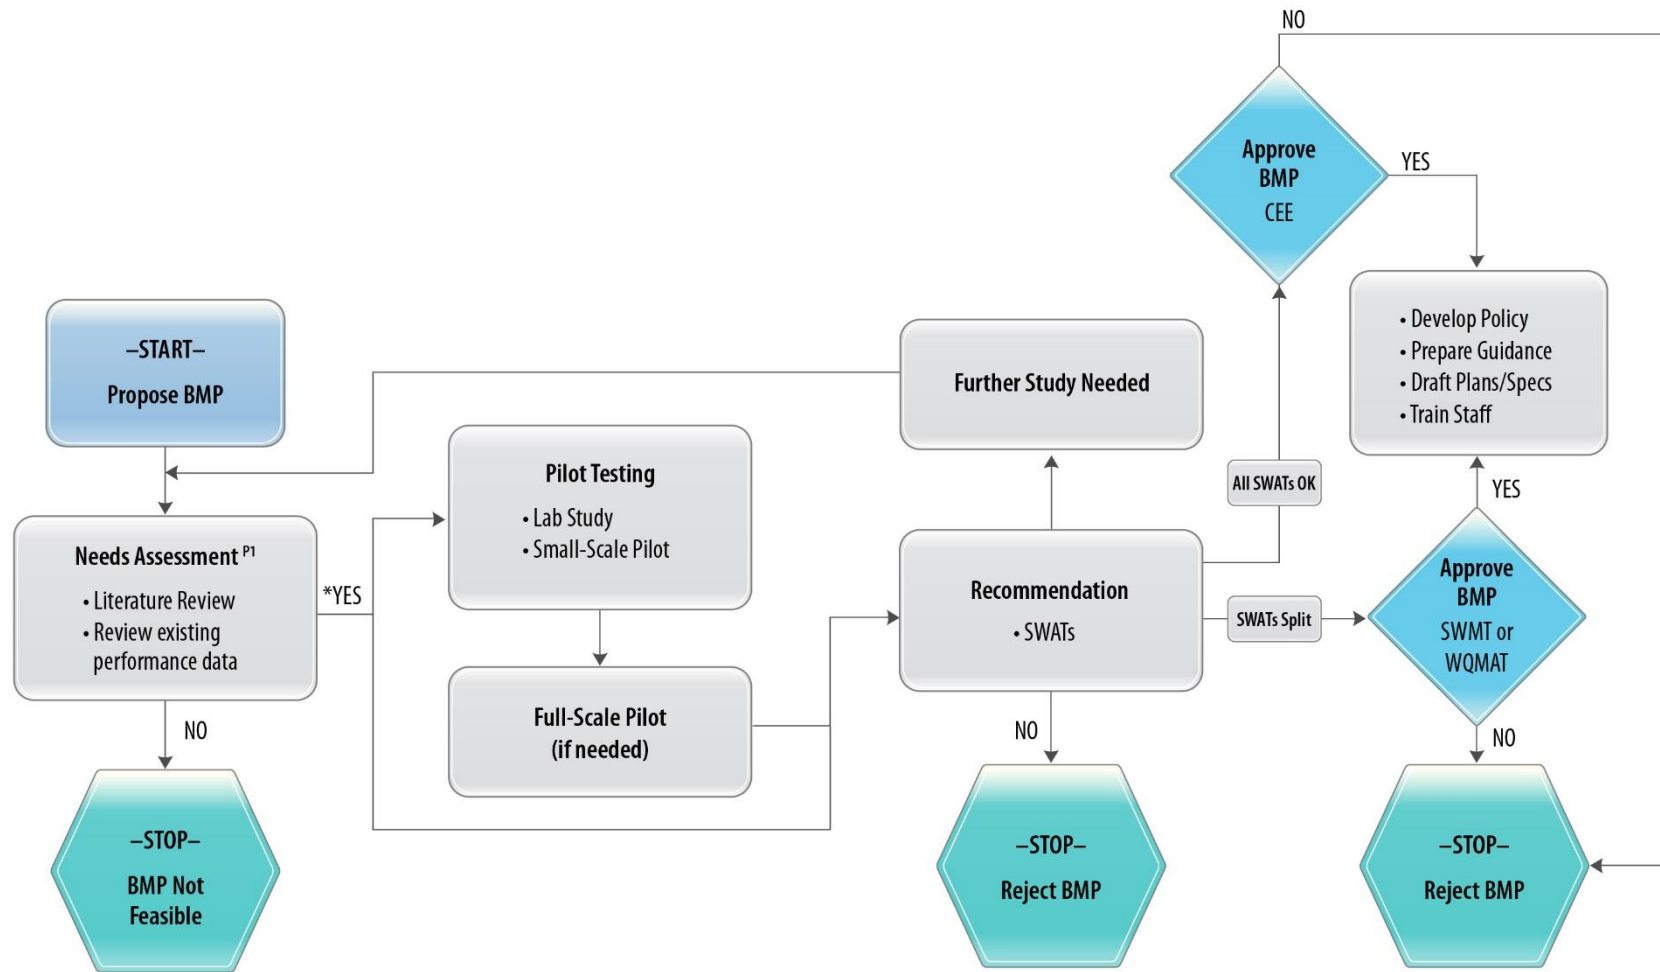 –START–
Propose BMP
Needs Assessment P1
• Literature Review
• Review existing
performance data
*YES
NO
–STOP–
BMP Not
Feasible
Pilot Testing
• Lab Study
• Small-Scale Pilot
Full-Scale Pilot
(if needed)
Further Study Needed
Recommendation
• SWATs
NO
–STOP–
Reject BMP
All SWATs OK
SWATs Split
NO
Approve
BMP
CEE
YES
• Develop Policy
• Prepare Guidance
• Draft Plans/Specs
• Train Staff
YES
Approve
BMP
SWMT or
WQMAT
NO
–STOP–
Reject BMP